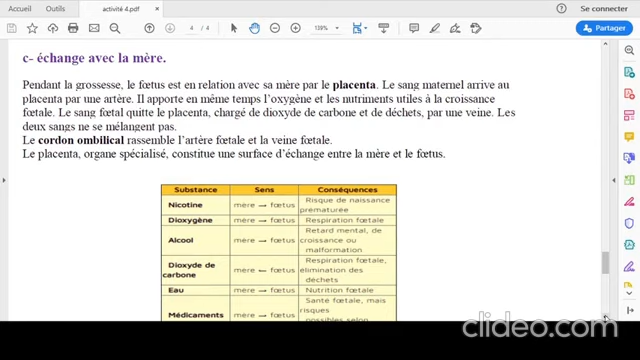 Accueil
Outils
activité 4.pdf
Se connecter
4 / 4
139%
Partager
c- échange avec la mère.
Pendant la grossesse, le fœtus est en relation avec sa mère par le placenta. Le sang maternel arrive au
placenta par une artère. Il apporte en même temps l'oxygène et les nutriments utiles à la croissance
fœtale. Le sang fœtal quitte le placenta, chargé de dioxyde de carbone et de déchets, par une veine. Les
deux sangs ne se mélangent pas.
Le cordon ombilical rassemble l'artère fœtale et la veine fœtale.
Le placenta, organe spécialisé, constitue une surface d'échange entre la mère et le fœtus.
Substance Sens Conséquences
Nicotine mère → fœtus Risque de naissance
prematurée
Dioxygène mère → fœtus Respiration fœtale
Alcool mère → fœtus Retard mental, de
croissance ou
malformation
Dioxyde de
carbone mère ← fœtus Respiration fœtale,
élimination des
déchets
Eau mère → fœtus Nutrition fœtale
Médicaments mère → fœtus Santé fœtale, mais
risques
possibles selon
clideo.com